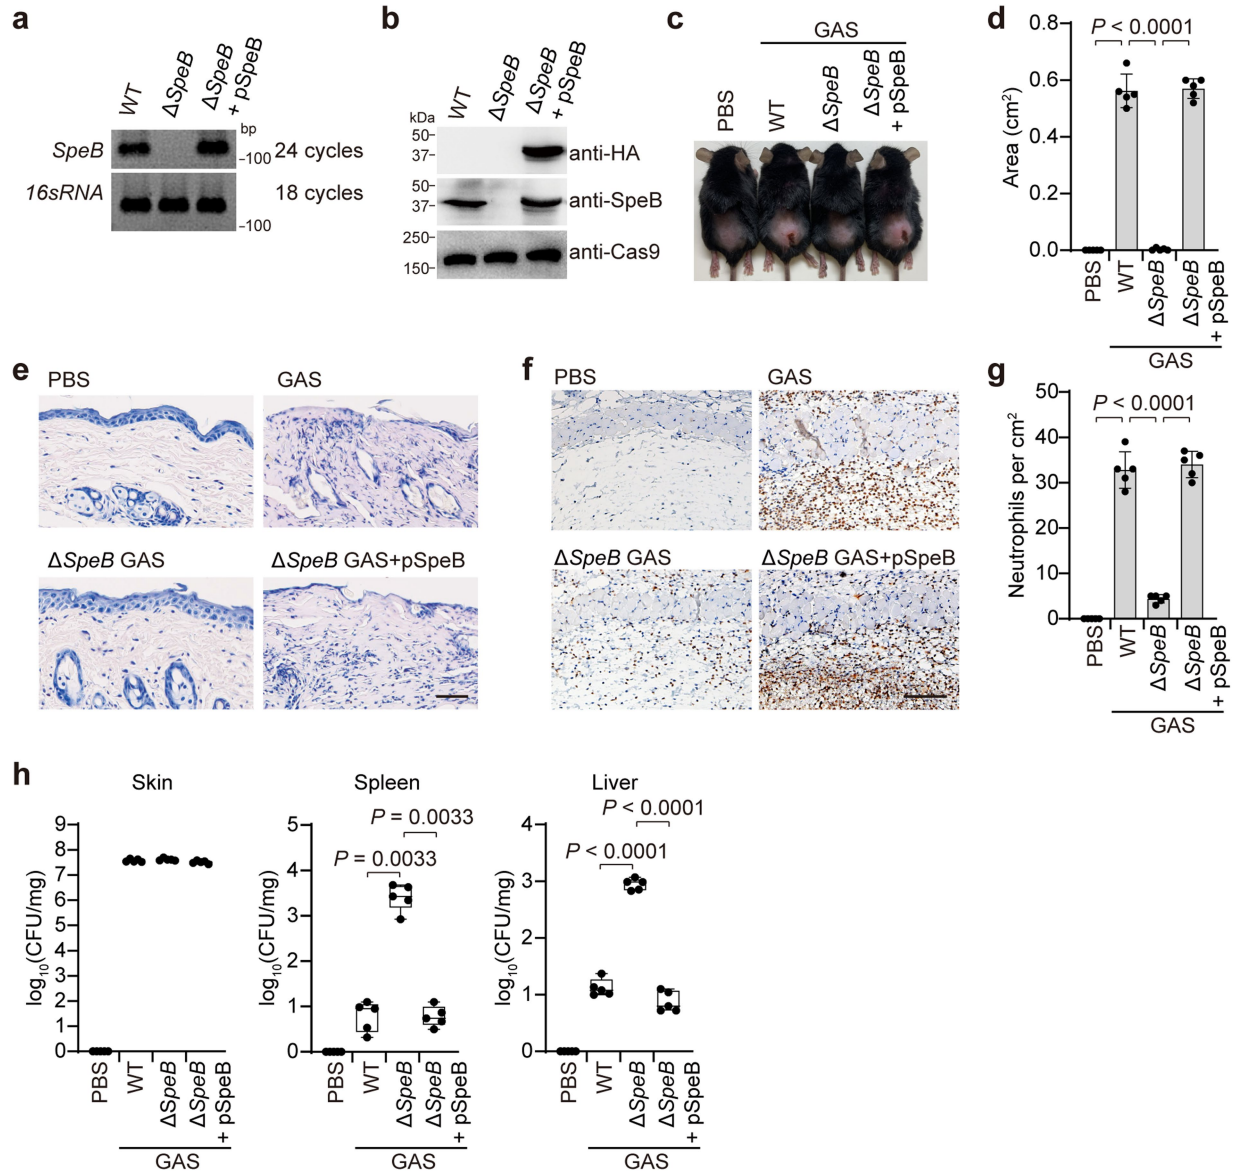 a
WT
ΔSpeB
ΔSpeB
+ pSpeB
bp
SpeB
–100
24 cycles
16sRNA
18 cycles
–100
b
WT
ΔSpeB
ΔSpeB
+ pSpeB
kDa
50–
37–
anti-HA
50–
37–
anti-SpeB
250–
150–
anti-Cas9
c
GAS
PBS
WT
ΔSpeB
ΔSpeB
+ pSpeB
d
P < 0.0001
Area (cm²)
0.8
0.6
0.4
0.2
0.0
PBS
WT
ΔSpeB
ΔSpeB
+ pSpeB
GAS
e
PBS
GAS
ΔSpeB GAS
ΔSpeB GAS+pSpeB
f
PBS
GAS
ΔSpeB GAS
ΔSpeB GAS+pSpeB
g
P < 0.0001
Neutrophils per cm²
50
40
30
20
10
0
PBS
WT
ΔSpeB
ΔSpeB
+ pSpeB
GAS
h
Skin
log₁₀(CFU/mg)
9
8
7
6
5
4
3
2
1
0
PBS
WT
ΔSpeB
ΔSpeB
+ pSpeB
GAS
Spleen
P = 0.0033
P = 0.0033
log₁₀(CFU/mg)
5
4
3
2
1
0
PBS
WT
ΔSpeB
ΔSpeB
+ pSpeB
GAS
Liver
P < 0.0001
P < 0.0001
log₁₀(CFU/mg)
4
3
2
1
0
PBS
WT
ΔSpeB
ΔSpeB
+ pSpeB
GAS